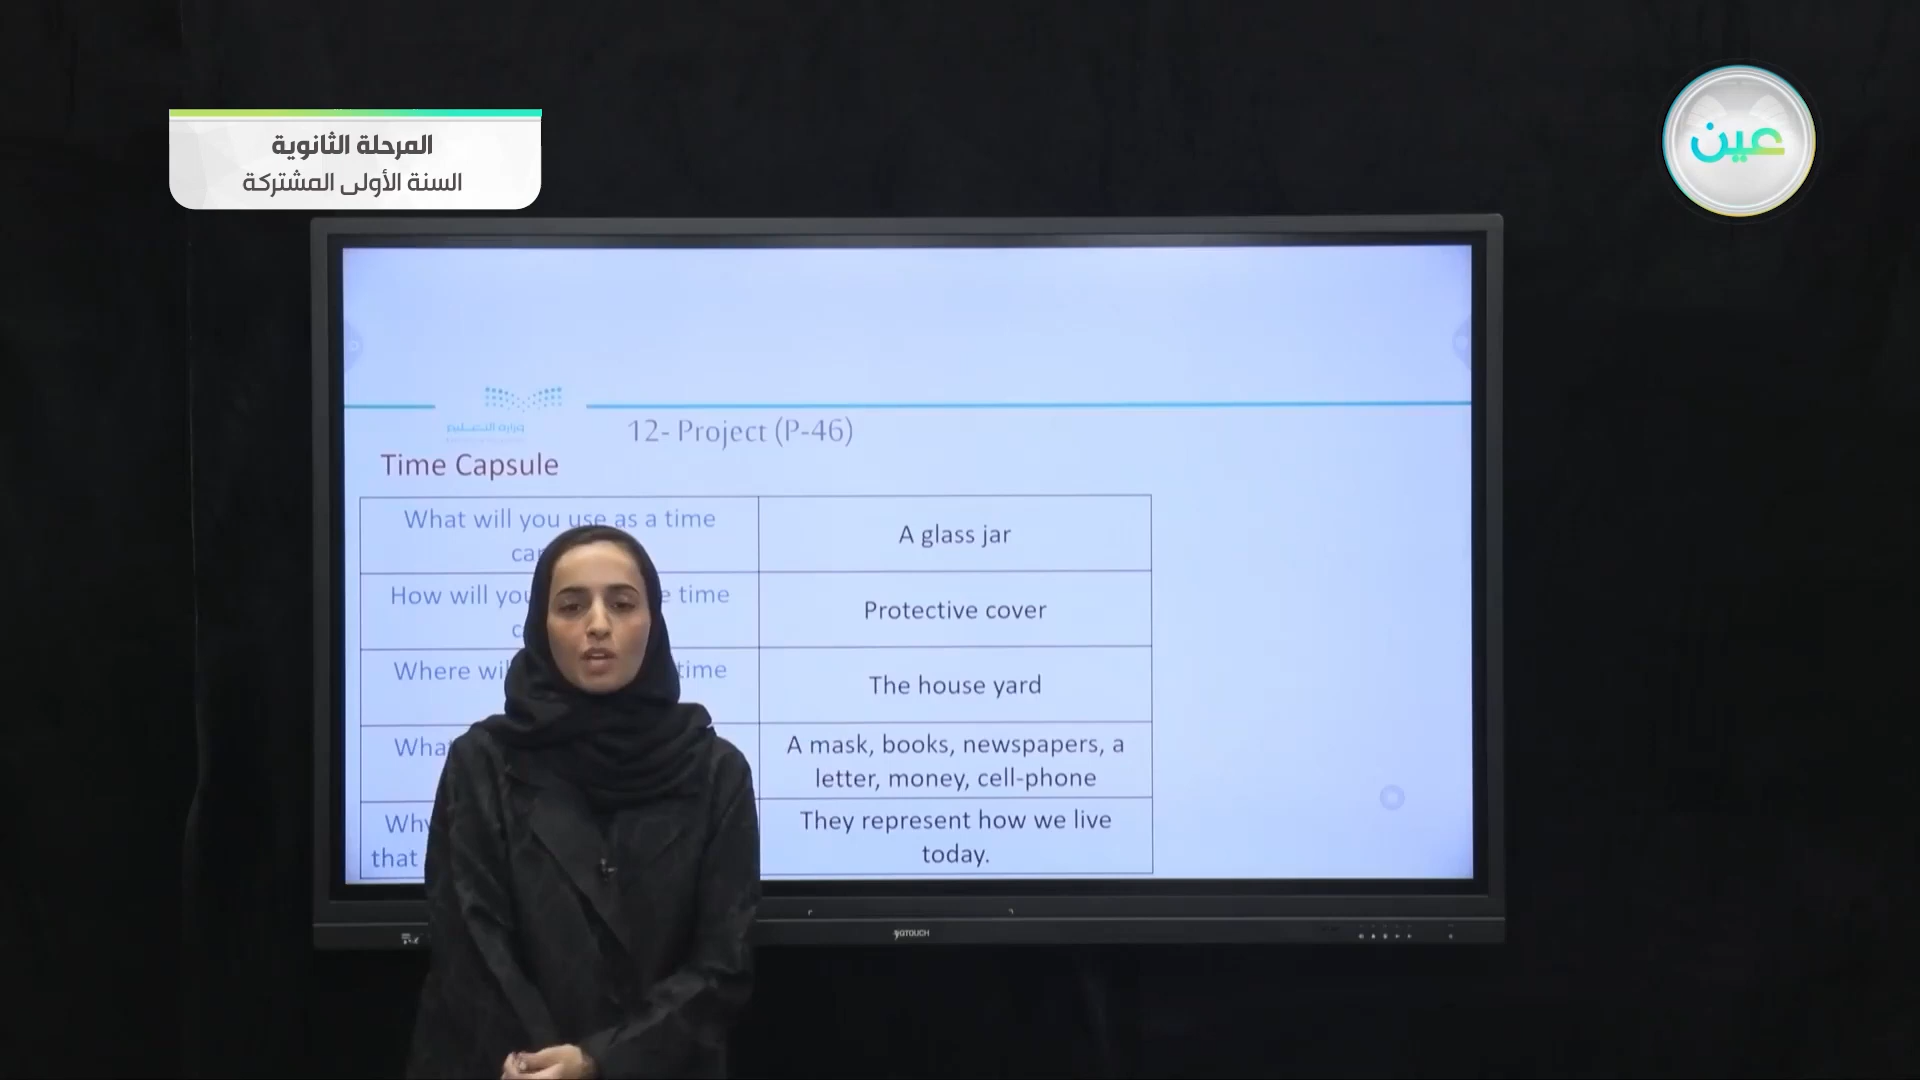 المرحلة الثانوية
السنة الأولى المشتركة
عين
وزارة التعليم
12- Project (P-46)
Time Capsule
What will you use as a time
A glass jar
How will you
time
Protective cover
Where
time
The house yard
A mask, books, newspapers, a
letter, money, cell-phone
that
They represent how we live
today.